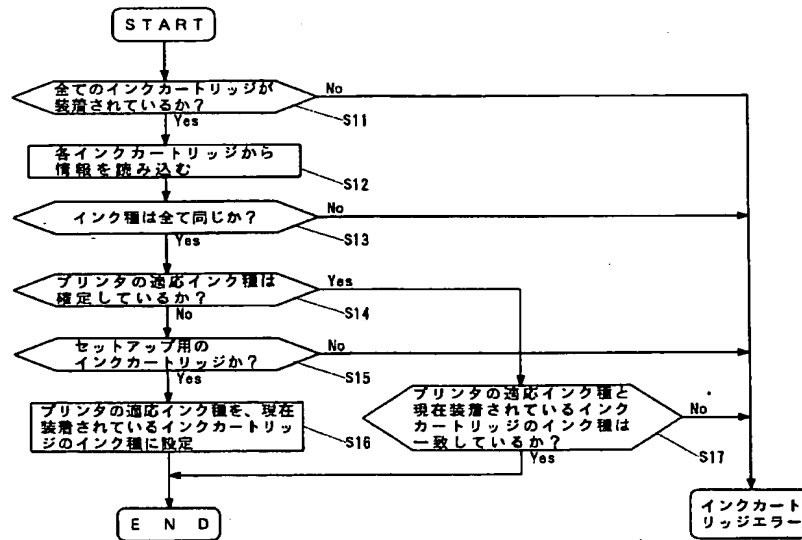 START
全てのインクカートリッジが
装着されているか?
No
S11
Yes
各インクカートリッジから
情報を読み込む
S12
インク種は全て同じか?
No
S13
Yes
プリンタの適応インク種は
確定しているか?
Yes
S14
No
セットアップ用の
インクカートリッジか?
No
S15
Yes
プリンタの適応インク種を、現在
装着されているインクカートリッ
ジのインク種に設定
S16
プリンタの適応インク種と
現在装着されているインク
カートリッジのインク種は
一致しているか?
No
S17
Yes
END
インクカート
リッジエラー